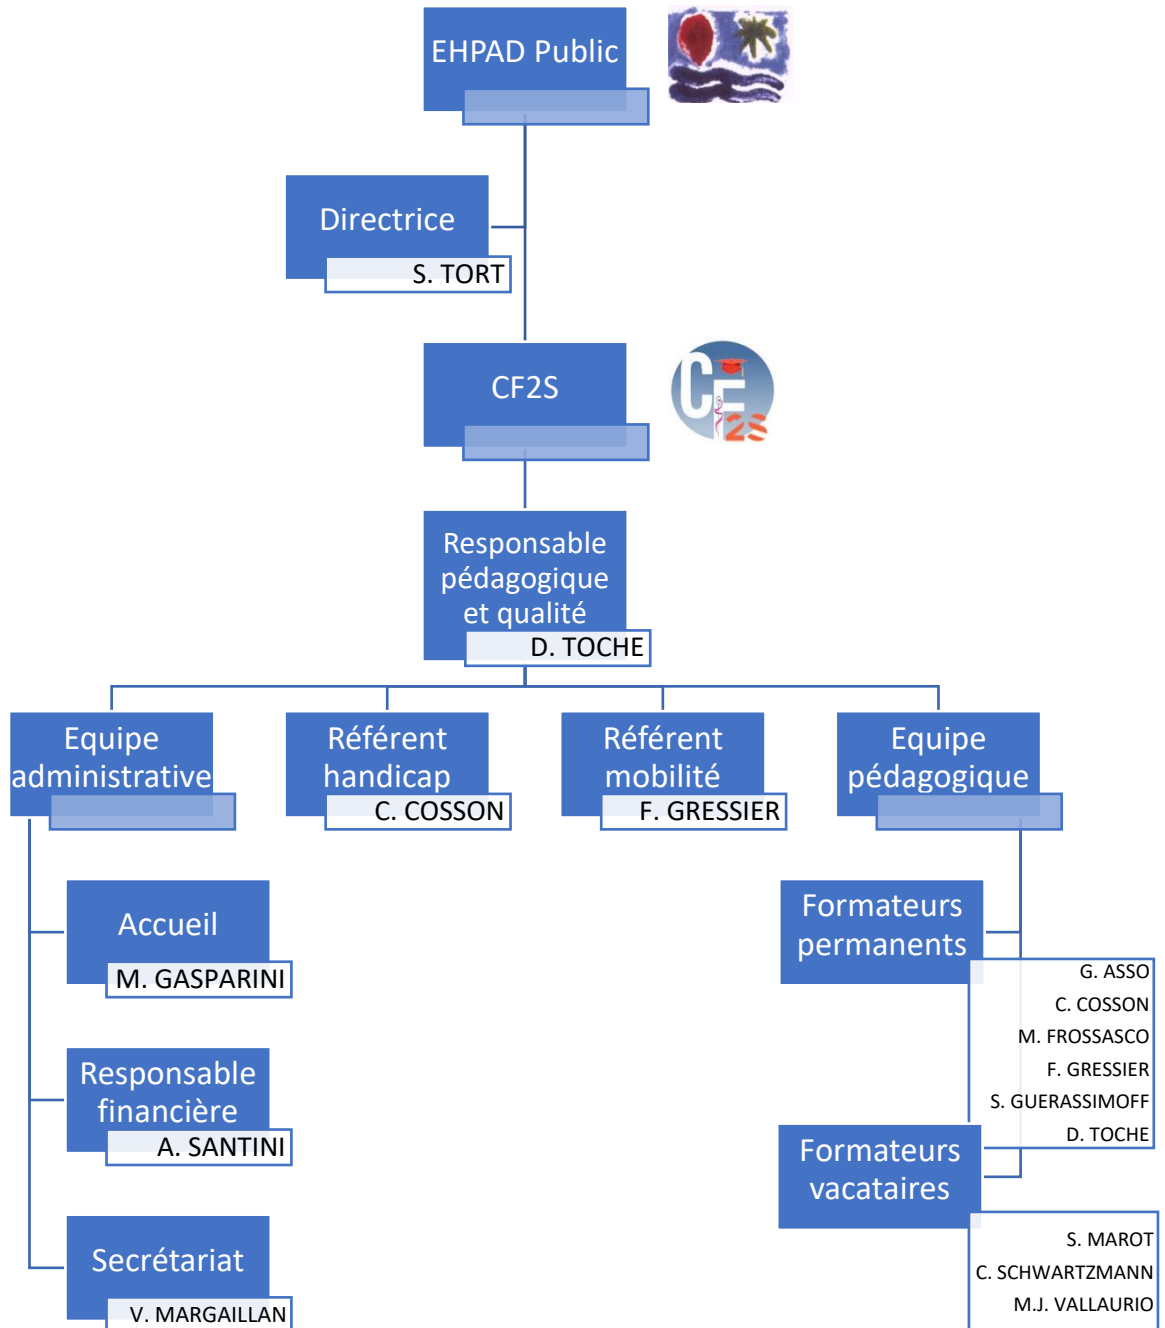 EHPAD Public
Directrice
S. TORT
CF2S
CF2S
Responsable
pédagogique
et qualité
D. TOCHE
Equipe
administrative
Référent
handicap
C. COSSON
Référent
mobilité
F. GRESSIER
Equipe
pédagogique
Accueil
M. GASPARINI
Responsable
financière
A. SANTINI
Secrétariat
V. MARGAILLAN
Formateurs
permanents
G. ASSO
C. COSSON
M. FROSSASCO
F. GRESSIER
S. GUERASSIMOFF
D. TOCHE
Formateurs
vacataires
S. MAROT
C. SCHWARTZMANN
M.J. VALLAURIO